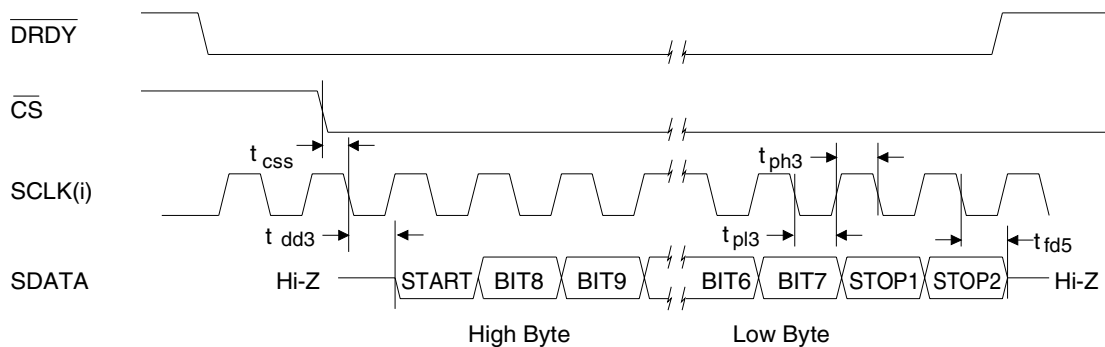 DRDY
CS
t css
t ph3
SCLK(i)
t dd3
t pl3
t fd5
SDATA
Hi-Z START BIT8 BIT9 BIT6 BIT7 STOP1 STOP2 Hi-Z
High Byte Low Byte